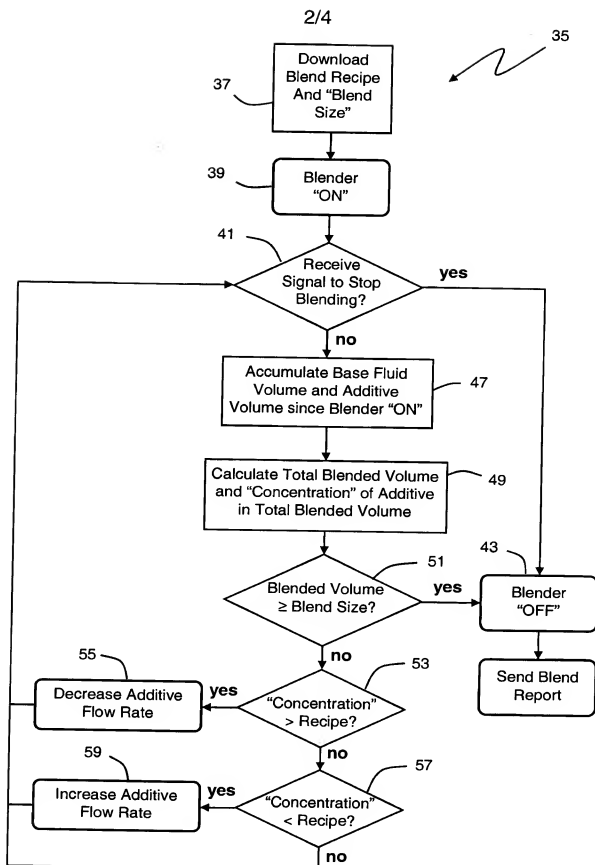 2/4
35
37
Download
Blend Recipe
And "Blend
Size"
39
Blender
"ON"
41
Receive
Signal to Stop
Blending?
yes
no
Accumulate Base Fluid
Volume and Additive
Volume since Blender "ON"
47
Calculate Total Blended Volume
and "Concentration" of Additive
in Total Blended Volume
49
51
Blended Volume
≥ Blend Size?
yes
43
Blender
"OFF"
Send Blend
Report
no
53
"Concentration"
> Recipe?
yes
55
Decrease Additive
Flow Rate
no
57
"Concentration"
< Recipe?
yes
59
Increase Additive
Flow Rate
no